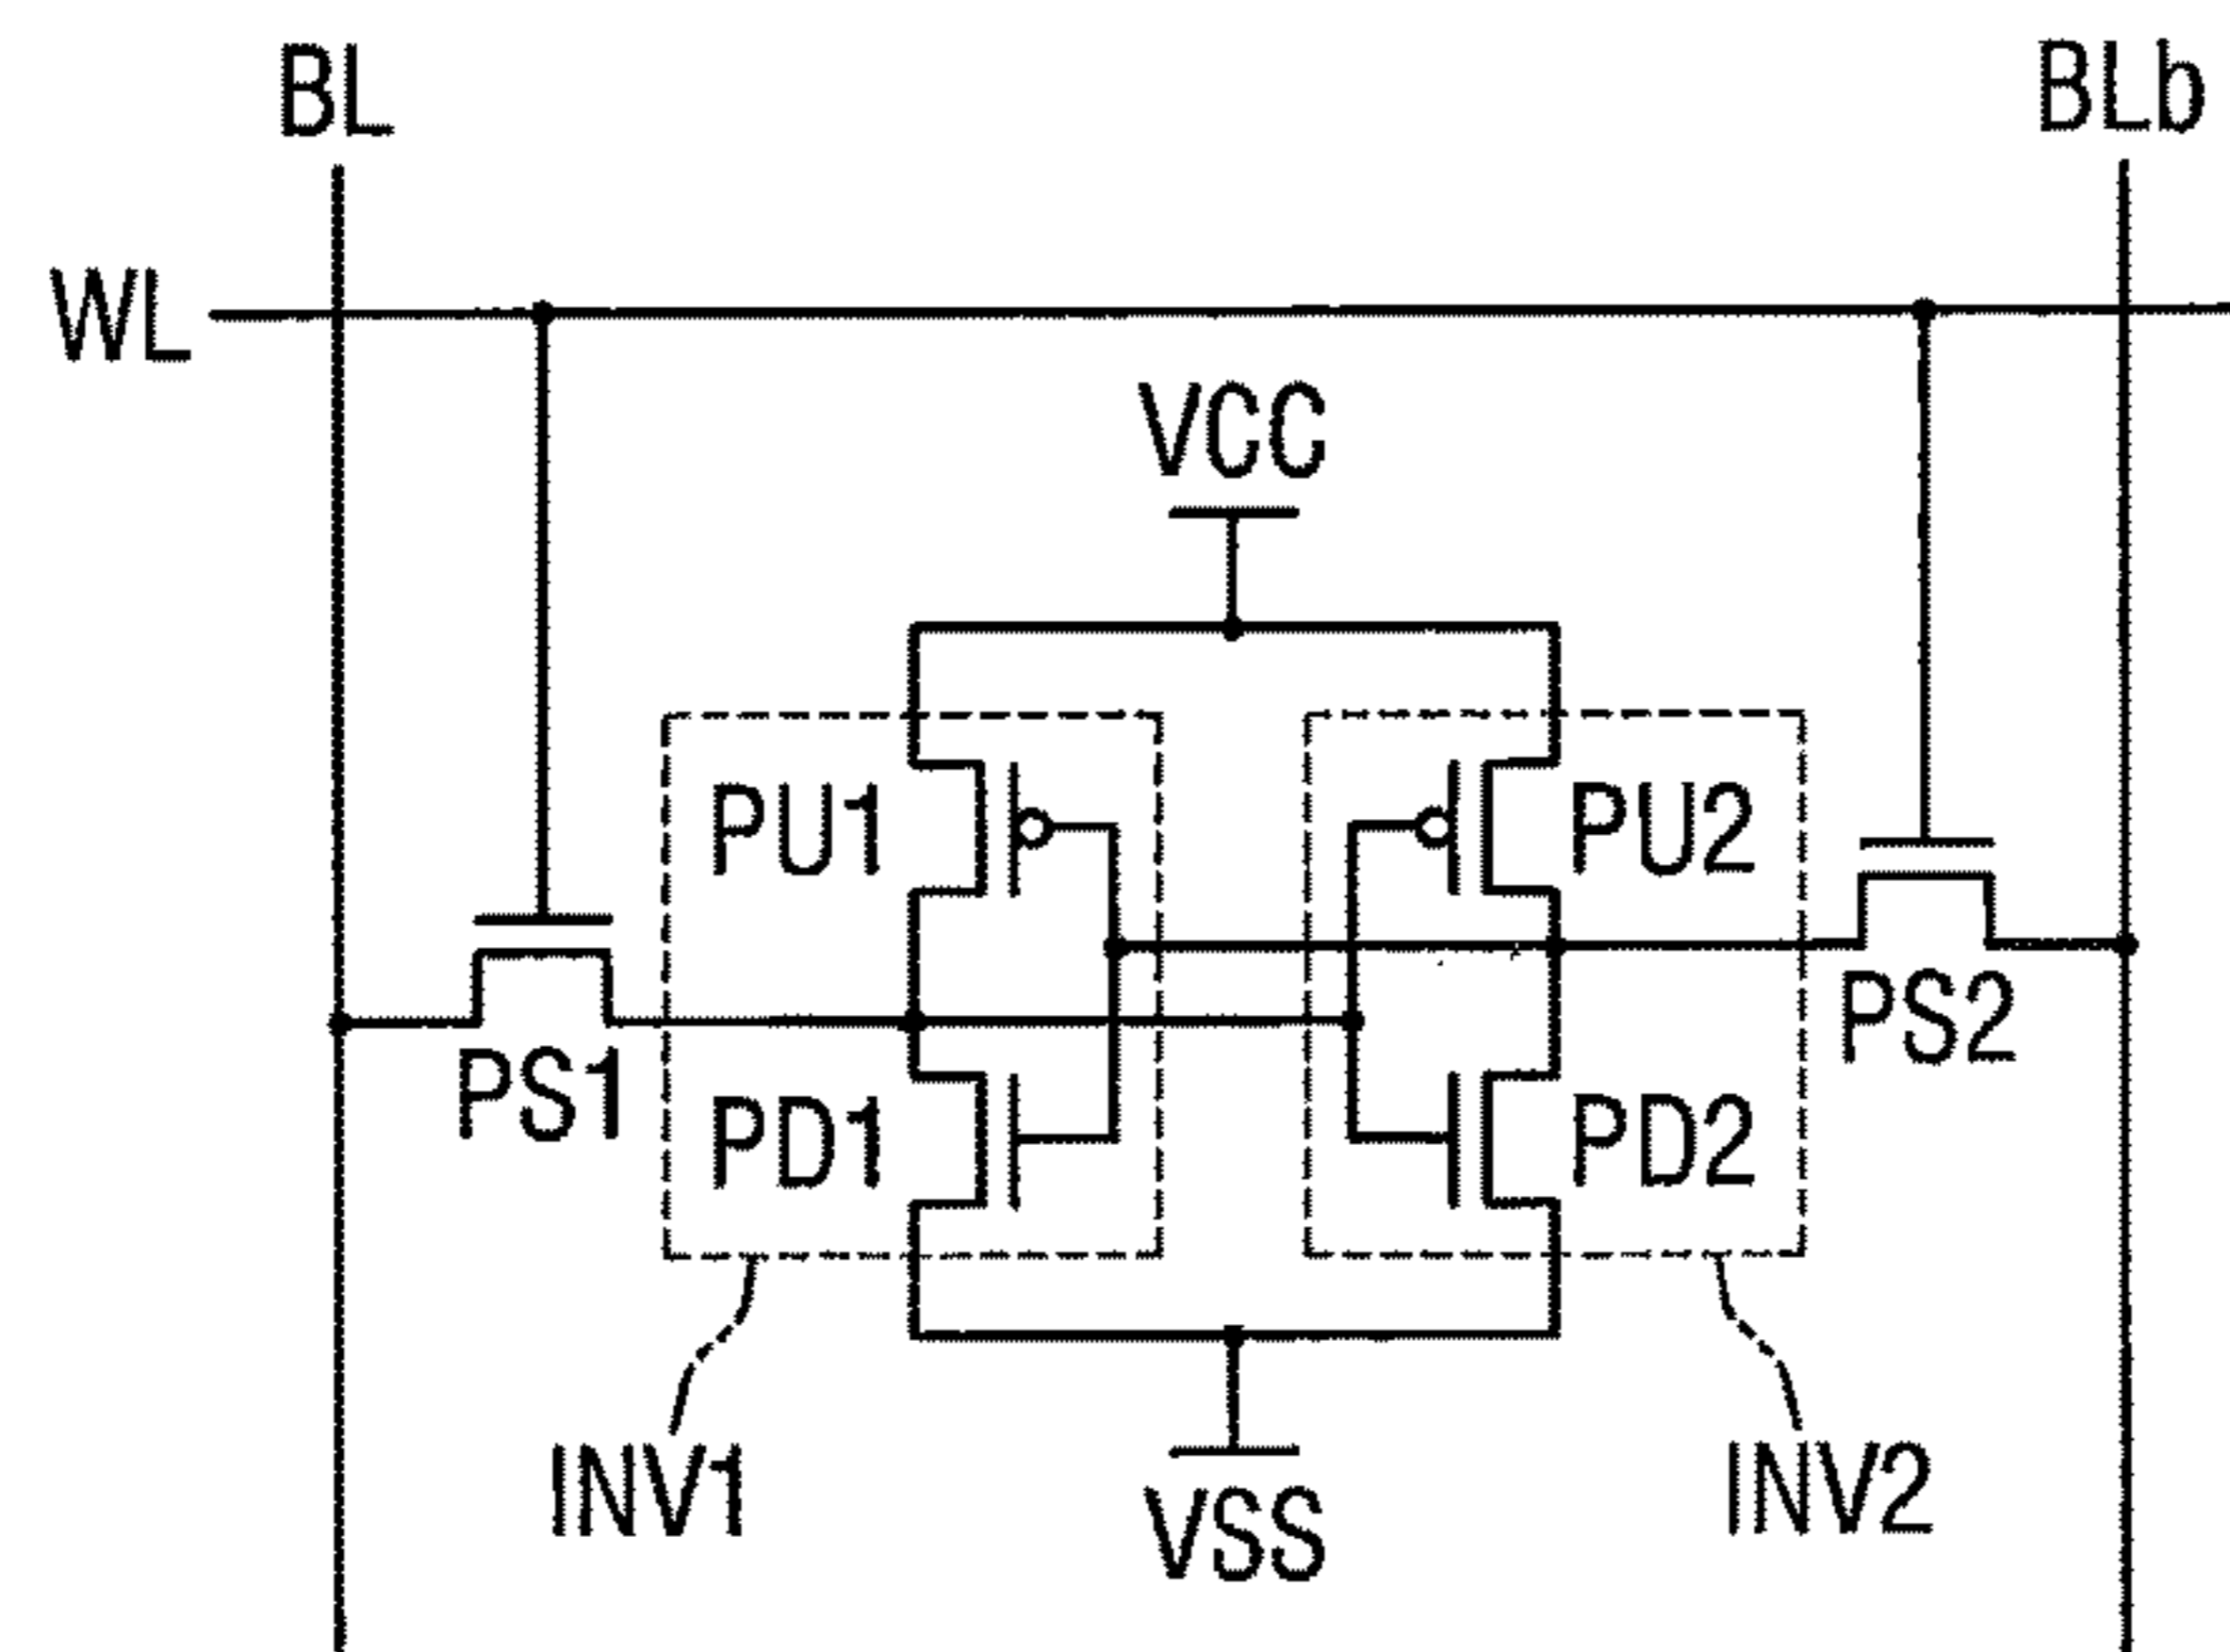 BL
BLb
WL
VCC
PU1
PU2
PS1
PS2
PD1
PD2
INV1
INV2
VSS